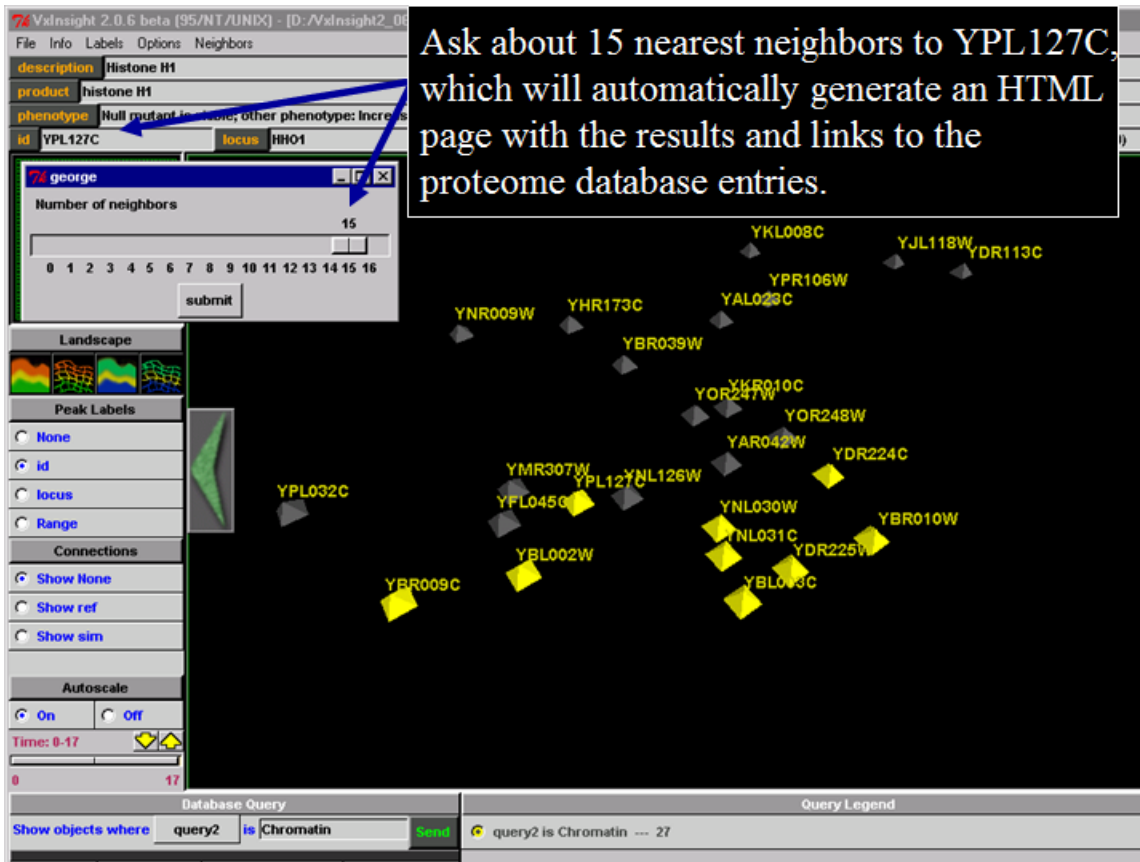 VxInsight 2.0.6 beta (95/NT/UNIX) - [D:/VxInsight2_0
File Info Labels Options Neighbors
description Histone H1
product histone H1
phenotype Null mutant is viable; other phenotype: Increas
id YPL127C locus HHO1
Ask about 15 nearest neighbors to YPL127C,
which will automatically generate an HTML
page with the results and links to the
proteome database entries.
george
Number of neighbors
15
0 1 2 3 4 5 6 7 8 9 10 11 12 13 14 15 16
submit
YKL008C
YJL118W
YDR113C
YPR106W
YAL023C
YHR173C
YNR009W
YBR039W
YKR010C
YOR247W
YOR248W
YAR042W
YDR224C
YMR307W
YPL127C
YNL126W
YPL032C
YFL045C
YNL030W
YBR010W
YNL031C
YDR225W
YBL002W
YBL003C
YBR009C
Landscape
Peak Labels
None
id
locus
Range
Connections
Show None
Show ref
Show sim
Autoscale
On Off
Time: 0-17
0 17
Database Query
Show objects where query2 is Chromatin Send
Query Legend
query2 is Chromatin --- 27